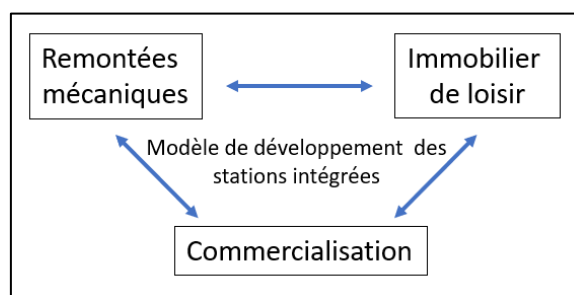 Remontées
mécaniques
Immobilier
de loisir
Modèle de développement des
stations intégrées
Commercialisation